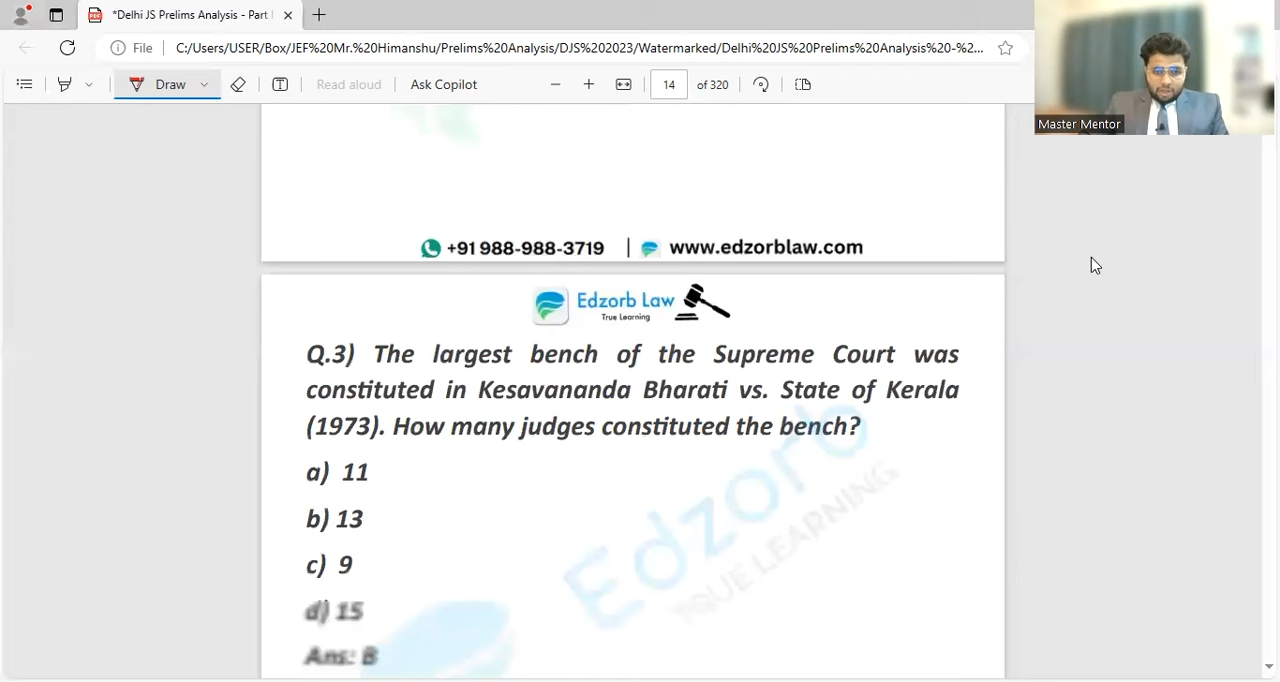 *Delhi JS Prelims Analysis - Part
File
C:/Users/USER/Box/JEF%20Mr.%20Himanshu/Prelims%20Analysis/DJS%202023/Watermarked/Delhi%20JS%20Prelims%20Analysis%20-%2...
Draw
Read aloud
Ask Copilot
14 of 320
Master Mentor
+91 988-988-3719 | www.edzorblaw.com
Edzorb Law
True Learning
Q.3) The largest bench of the Supreme Court was
constituted in Kesavananda Bharati vs. State of Kerala
(1973). How many judges constituted the bench?
a) 11
b) 13
c) 9
d) 15
Ans: B
Edzorb
TRUE LEARNING